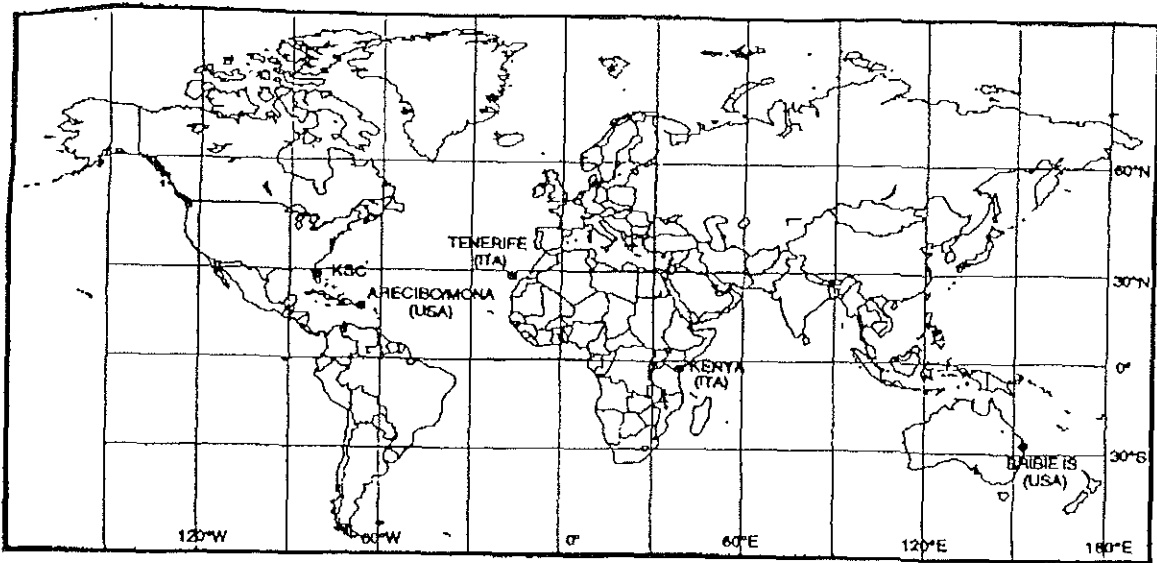 60°N
TENERIFE
(ITA)
KSC
30°N
ARECIBO/MONA
(USA)
KENYA
(ITA)
0°
30°S
BRIBIE IS
(USA)
120°W
60°W
0°
60°E
120°E
180°E